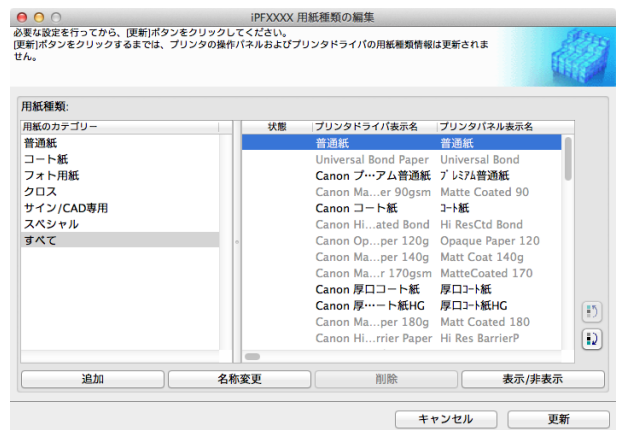 iPFXXXX 用紙種類の編集
必要な設定を行ってから、[更新]ボタンをクリックしてください。
[更新]ボタンをクリックするまでは、プリンタの操作パネルおよびプリンタドライバの用紙種類情報は更新されま
せん。
用紙種類:
用紙のカテゴリー 状態 プリンタドライバ表示名 プリンタパネル表示名
普通紙 普通紙 普通紙
コート紙 Universal Bond Paper Universal Bond
フォト用紙 Canon プ…アム普通紙 プレミアム普通紙
クロス Canon Ma...er 90gsm Matte Coated 90
サイン/CAD専用 Canon コート紙 コート紙
スペシャル Canon Hi...ated Bond Hi ResCtd Bond
すべて Canon Op...per 120g Opaque Paper 120
Canon Ma...per 140g Matt Coat 140g
Canon Ma...r 170gsm MatteCoated 170
Canon 厚口コート紙 厚口コート紙
Canon 厚…ート紙HG 厚口コート紙HG
Canon Ma...per 180g Matt Coated 180
Canon Hi...rrier Paper Hi Res BarrierP
追加 名称変更 削除 表示/非表示
キャンセル 更新